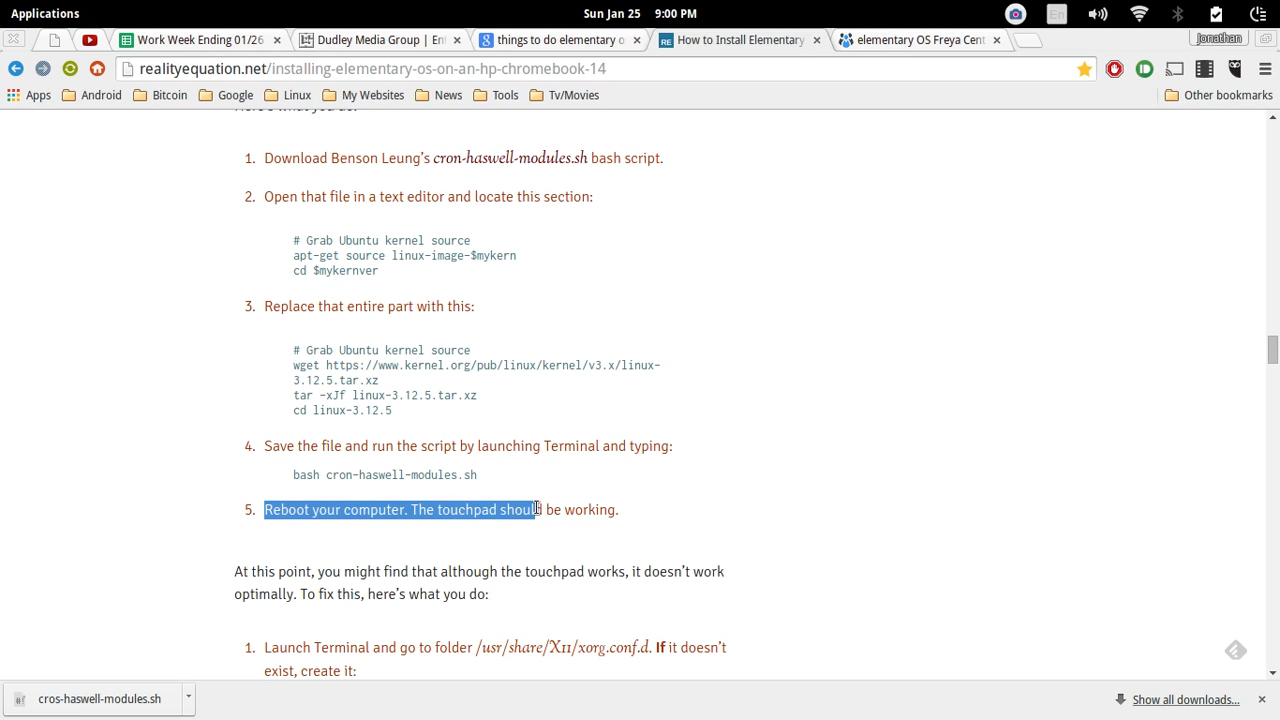 Applications
Sun Jan 25 9:00 PM
En
Work Week Ending 01/26
Dudley Media Group | En
things to do elementary o
How to Install Elementary
elementary OS Freya Cent
Jonathan
realityequation.net/installing-elementary-os-on-an-hp-chromebook-14
Apps
Android
Bitcoin
Google
Linux
My Websites
News
Tools
Tv/Movies
Other bookmarks
Here's what you do:
1. Download Benson Leung's cron-haswell-modules.sh bash script.
2. Open that file in a text editor and locate this section:
# Grab Ubuntu kernel source
apt-get source linux-image-$mykern
cd $mykernver
3. Replace that entire part with this:
# Grab Ubuntu kernel source
wget https://www.kernel.org/pub/linux/kernel/v3.x/linux-
3.12.5.tar.xz
tar -xJf linux-3.12.5.tar.xz
cd linux-3.12.5
4. Save the file and run the script by launching Terminal and typing:
bash cron-haswell-modules.sh
5. Reboot your computer. The touchpad should be working.
At this point, you might find that although the touchpad works, it doesn't work
optimally. To fix this, here's what you do:
1. Launch Terminal and go to folder /usr/share/X11/xorg.conf.d. If it doesn't
exist, create it:
cros-haswell-modules.sh
Show all downloads...